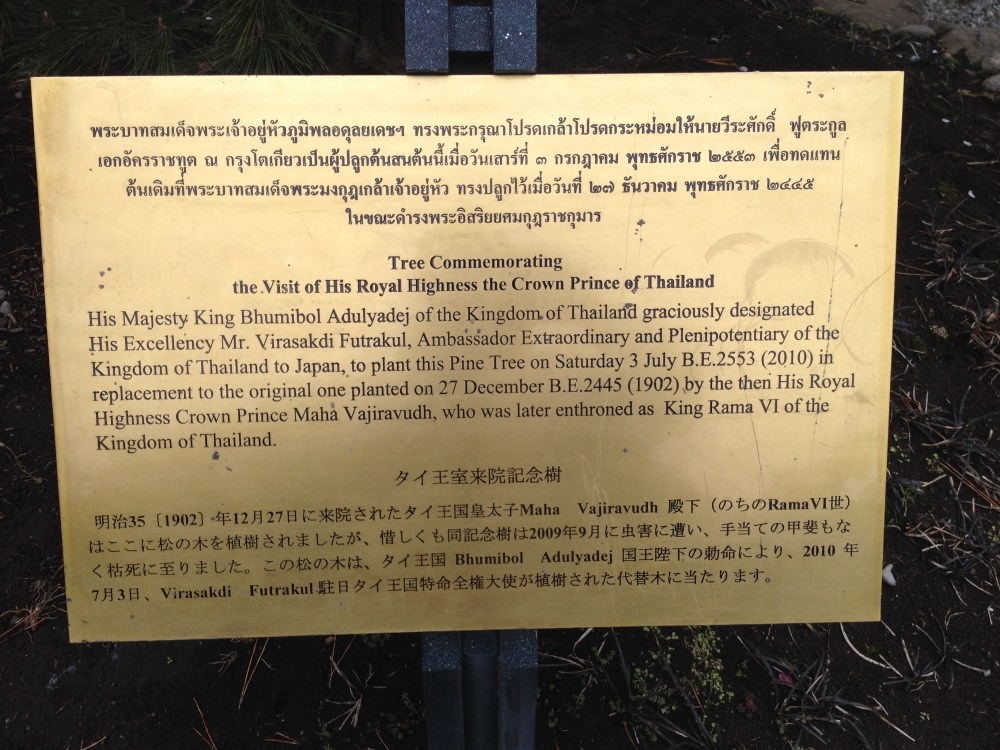 พระบาทสมเด็จพระเจ้าอยู่หัวภูมิพลอดุลยเดชฯ ทรงพระกรุณาโปรดเกล้าโปรดกระหม่อมให้นายวีระศักดิ์ ฟูตระกูล
เอกอัครราชทูต ณ กรุงโตเกียวเป็นผู้ปลูกต้นสนต้นนี้เมื่อวันเสาร์ที่ ๓ กรกฎาคม พุทธศักราช ๒๕๕๓ เพื่อทดแทน
ต้นเดิมที่พระบาทสมเด็จพระมงกุฎเกล้าเจ้าอยู่หัว ทรงปลูกไว้เมื่อวันที่ ๒๗ ธันวาคม พุทธศักราช ๒๔๔๕
ในขณะดำรงพระอิสริยยศมกุฎราชกุมาร
Tree Commemorating
the Visit of His Royal Highness the Crown Prince of Thailand
His Majesty King Bhumibol Adulyadej of the Kingdom of Thailand graciously designated
His Excellency Mr. Virasakdi Futrakul, Ambassador Extraordinary and Plenipotentiary of the
Kingdom of Thailand to Japan, to plant this Pine Tree on Saturday 3 July B.E.2553 (2010) in
replacement to the original one planted on 27 December B.E.2445 (1902) by the then His Royal
Highness Crown Prince Maha Vajiravudh, who was later enthroned as King Rama VI of the
Kingdom of Thailand.
タイ王室来院記念樹
明治35［1902］年12月27日に来院されたタイ王国皇太子Maha Vajiravudh 殿下（のちのRamaVI世）
はここに松の木を植樹されましたが、惜しくも同記念樹は2009年9月に虫害に遭い、手当ての甲斐もな
く枯死に至りました。この松の木は、タイ王国 Bhumibol Adulyadej 国王陛下の勅命により、2010 年
7月3日、Virasakdi Futrakul 駐日タイ王国特命全権大使が植樹された代替木に当たります。